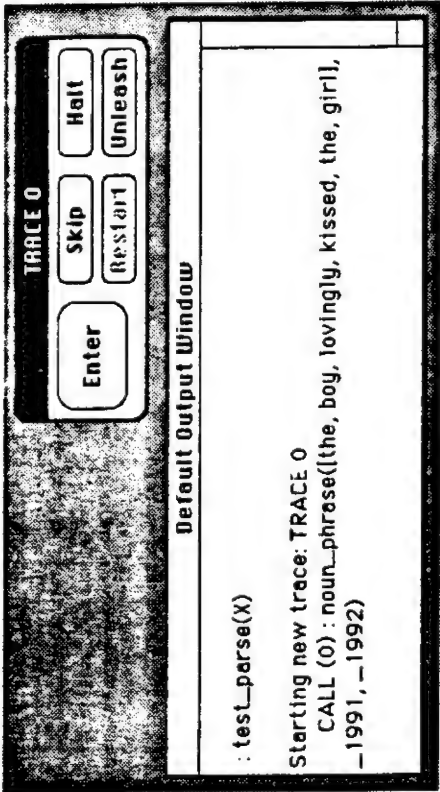 TRACE 0
Enter
Skip
Halt
Restart
Unleash
Default Output Window
: test_parse(X)
Starting new trace: TRACE 0
CALL (0) : noun_phrase([the, boy, lovingly, kissed, the, girl],
_1991, _1992)